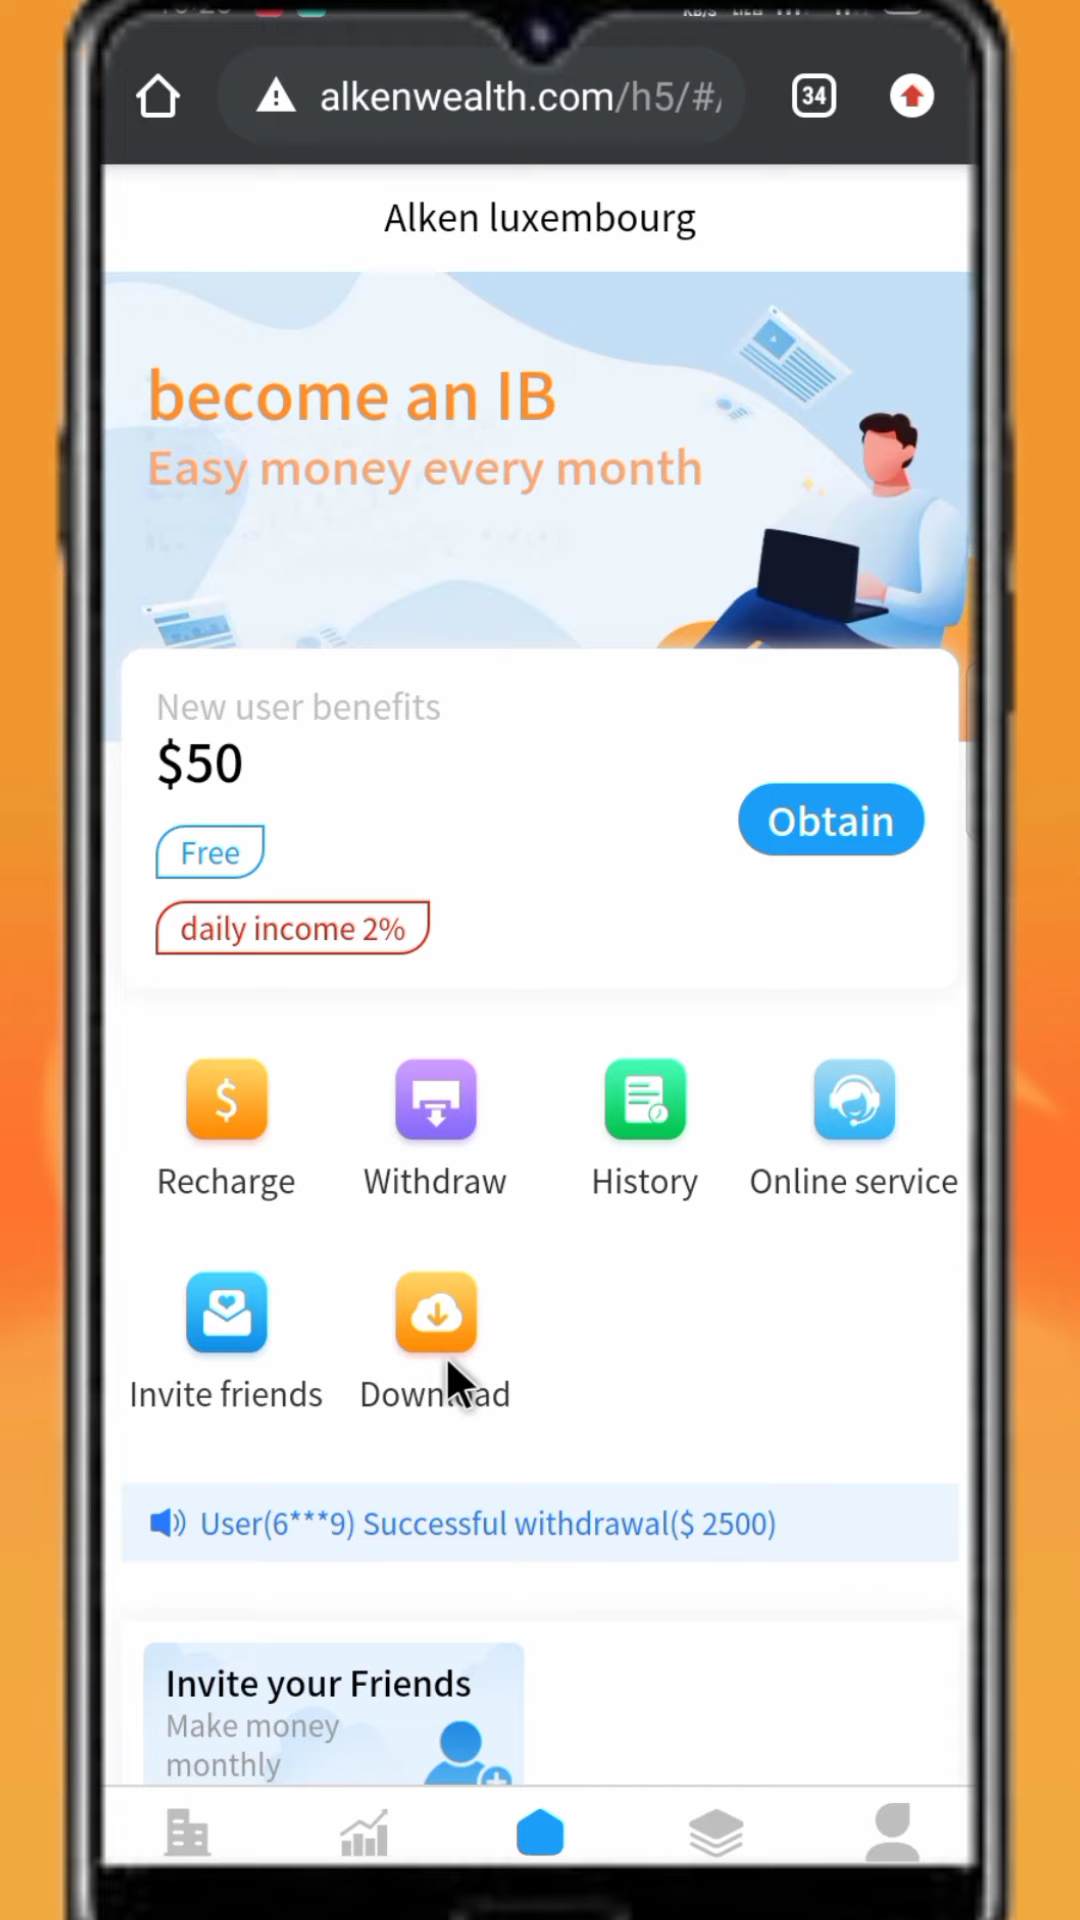 alkenwealth.com/h5/#/
34
Alken luxembourg
become an IB
Easy money every month
New user benefits
$50
Obtain
Free
daily income 2%
Recharge
Withdraw
History
Online service
Invite friends
Download
User(6***9) Successful withdrawal($ 2500)
Invite your Friends
Make money
monthly